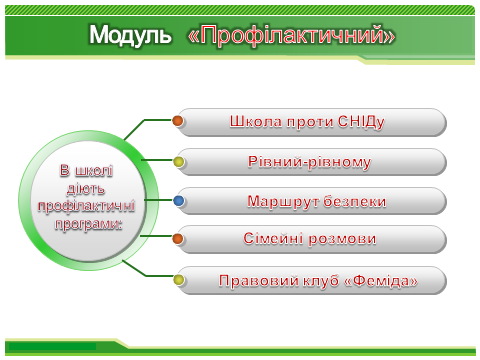 Модуль «Профілактичний»
В школі
діють
профілактичні
програми:
Школа проти СНІДу
Рівний-рівному
Маршрут безпеки
Сімейні розмови
Правовий клуб «Феміда»